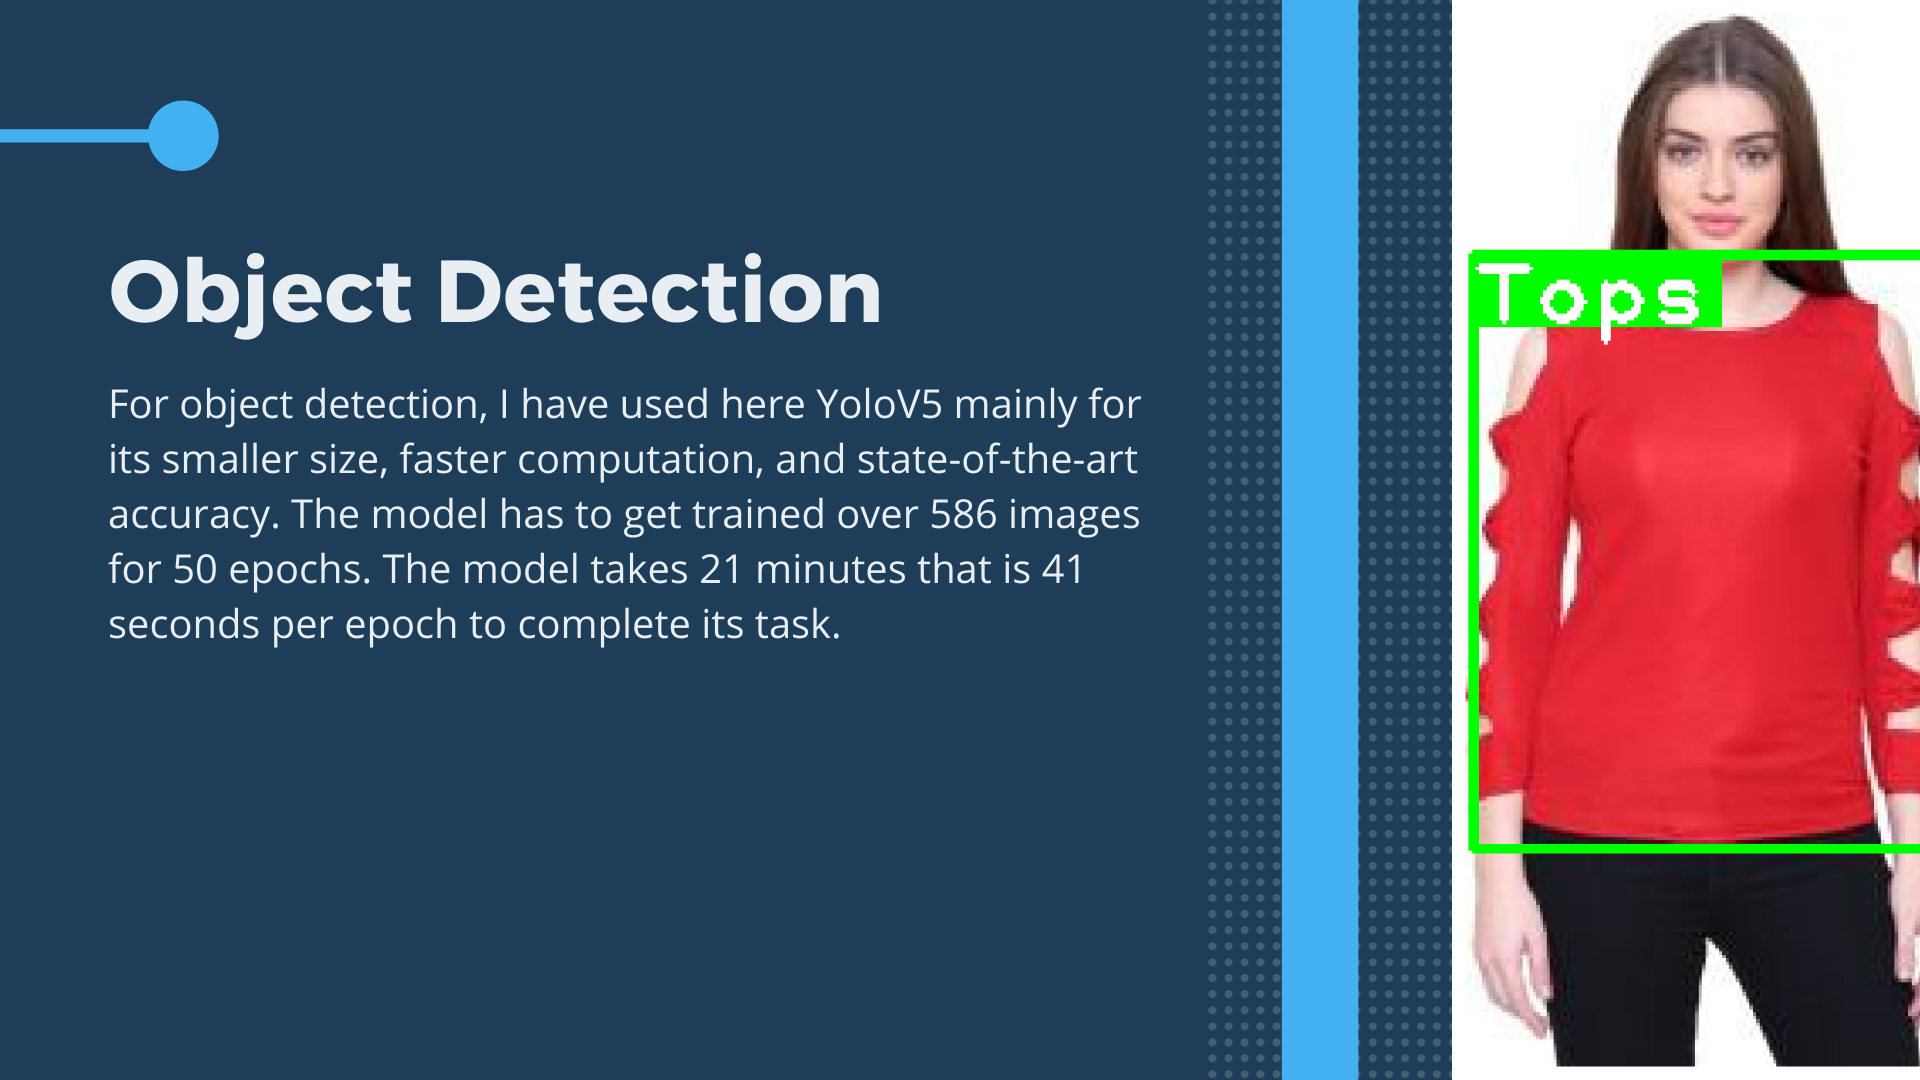 Object Detection
For object detection, I have used here YoloV5 mainly for
its smaller size, faster computation, and state-of-the-art
accuracy. The model has to get trained over 586 images
for 50 epochs. The model takes 21 minutes that is 41
seconds per epoch to complete its task.
Tops